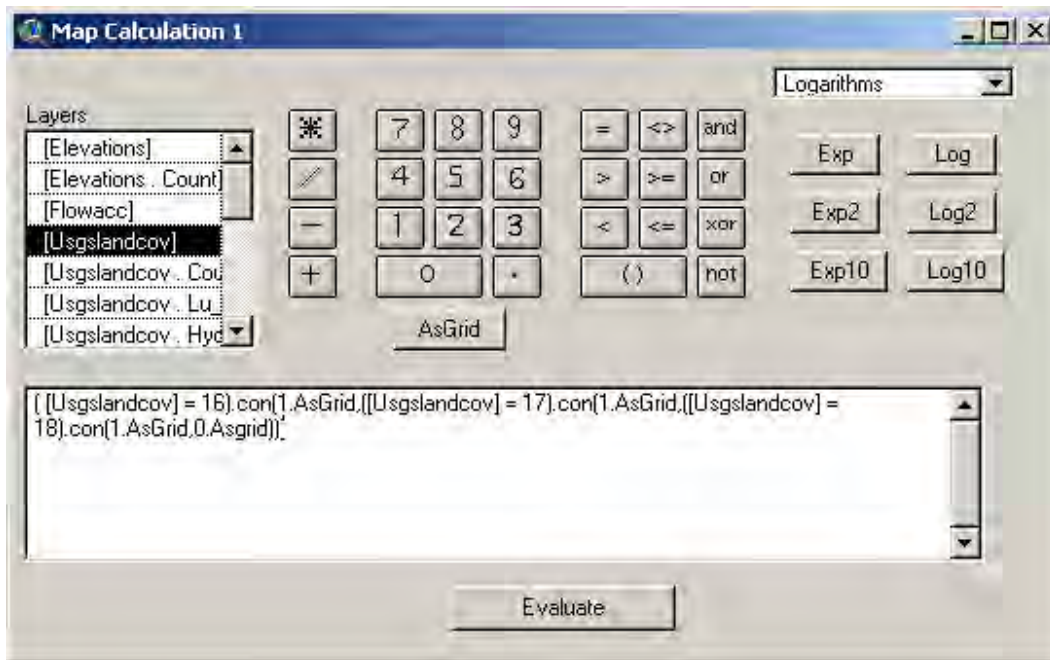 Map Calculation 1
Logarithms
Layers
[Elevations]
[Elevations . Count]
[Flowacc]
[Usgslandcov]
[Usgslandcov . Cou
[Usgslandcov . Lu_
[Usgslandcov . Hyd
* 7 8 9 = <> and
/ 4 5 6 > >= or
- 1 2 3 < <= xor
+ 0 . ( ) not
AsGrid
Exp Log
Exp2 Log2
Exp10 Log10
( [Usgslandcov] = 16).con(1.AsGrid,([Usgslandcov] = 17).con(1.AsGrid,([Usgslandcov] =
18).con(1.AsGrid,0.Asgrid))
Evaluate